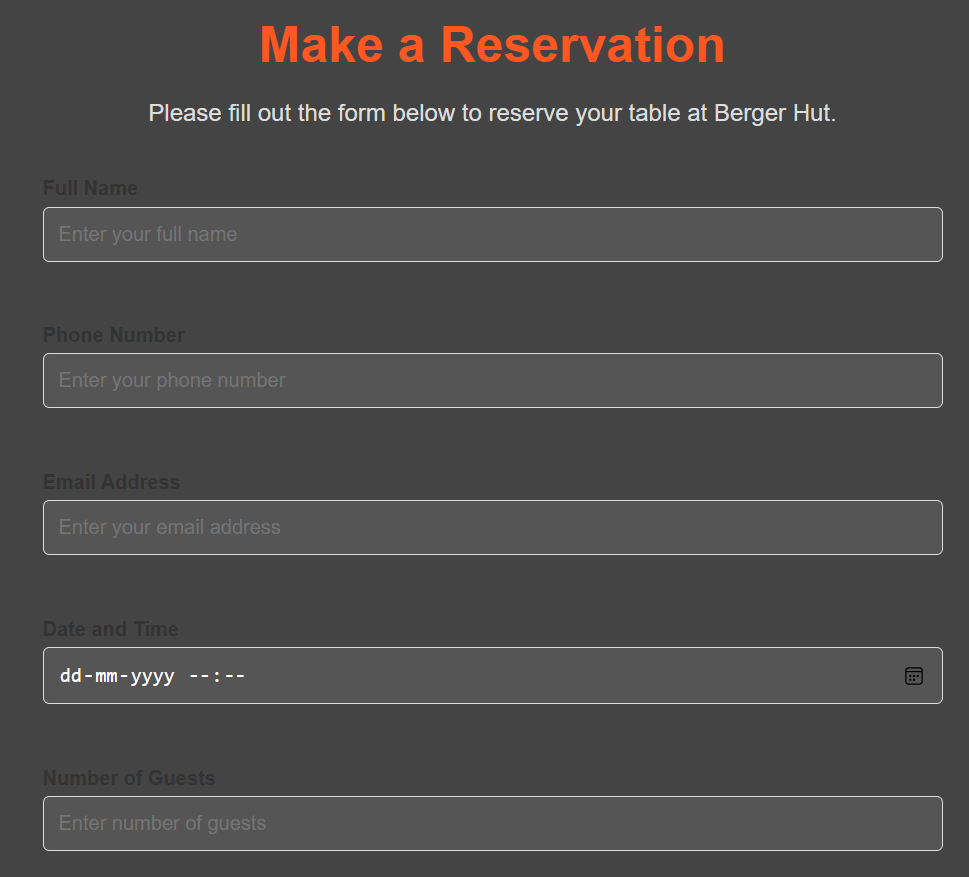 Make a Reservation
Please fill out the form below to reserve your table at Berger Hut.
Full Name
Enter your full name
Phone Number
Enter your phone number
Email Address
Enter your email address
Date and Time
dd-mm-yyyy --:--
Number of Guests
Enter number of guests